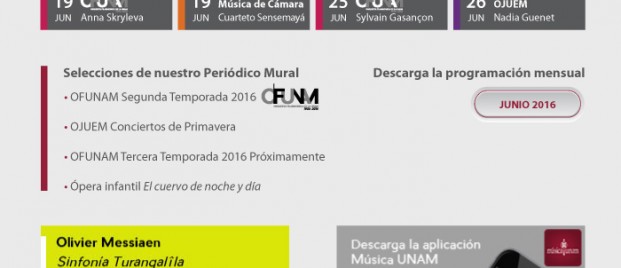 19 JUN OFUNAM Anna Skryleva
19 JUN Música de Cámara Cuarteto Sensemayá
25 JUN OFUNAM Sylvain Gasançon
26 JUN OJUEM Nadia Guenet
Selecciones de nuestro Periódico Mural
• OFUNAM Segunda Temporada 2016 OFUNAM
• OJUEM Conciertos de Primavera
• OFUNAM Tercera Temporada 2016 Próximamente
• Ópera infantil El cuervo de noche y día
Descarga la programación mensual
JUNIO 2016
Olivier Messiaen
Sinfonía Turangalîla
Descarga la aplicación
Música UNAM
músicaunam